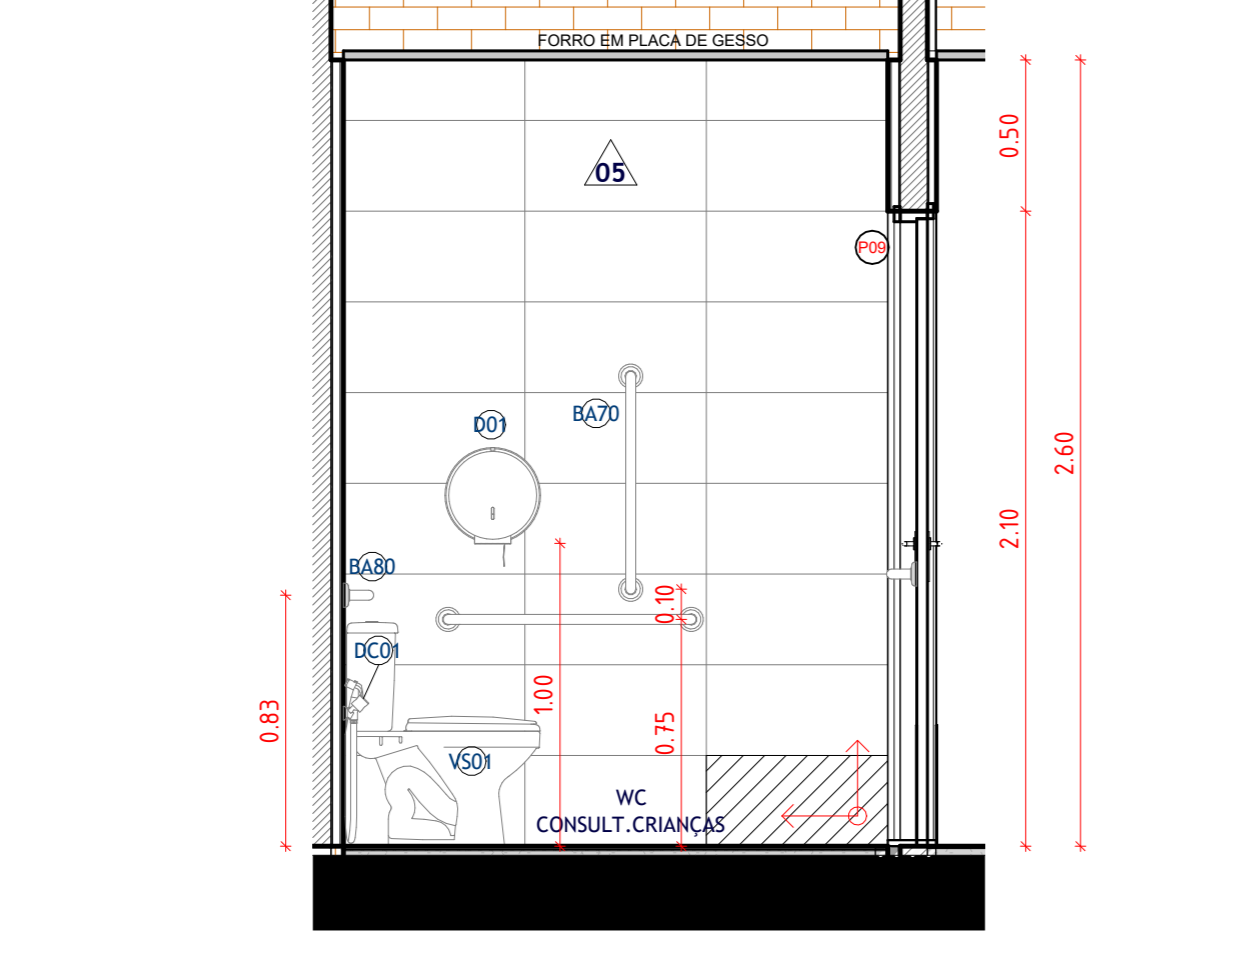 FORRO EM PLACA DE GESSO
05
0.50
P09
BA70
D01
2.60
2.10
BA80
0.10
DC01
1.00
0.83
0.75
VS01
WC
CONSULT.CRIANÇAS